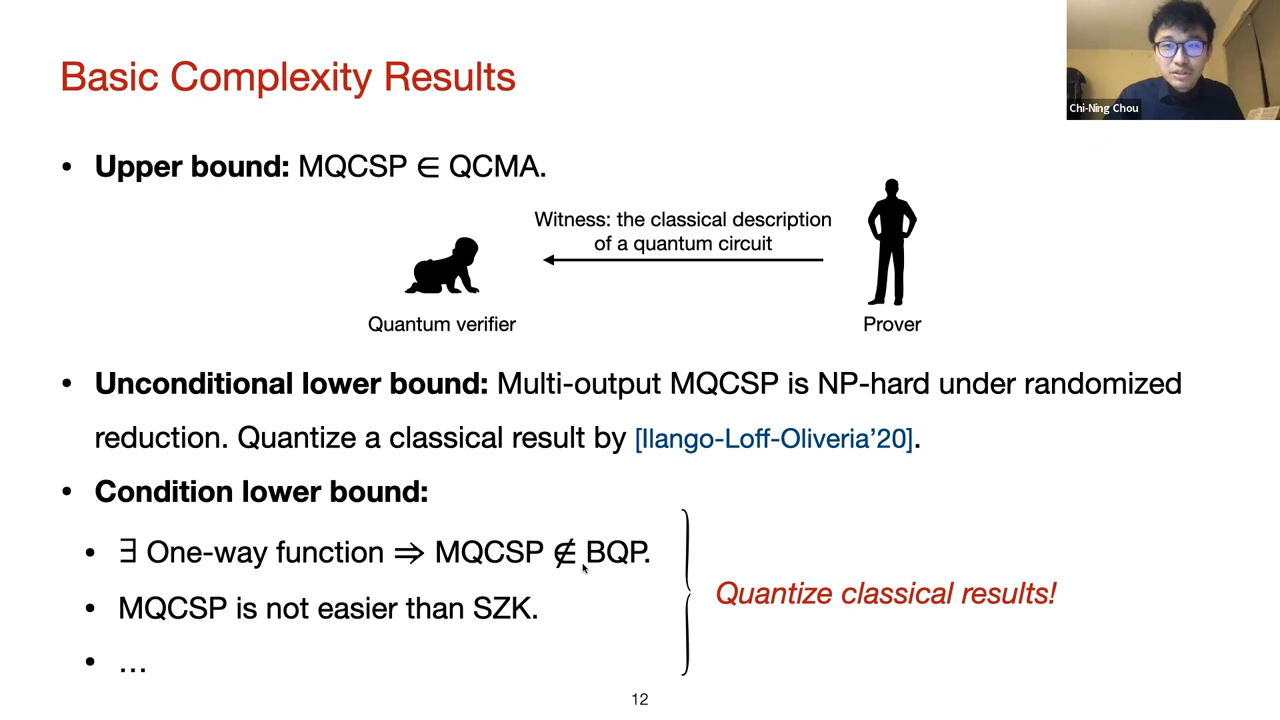 Basic Complexity Results
Chi-Ning Chou
• Upper bound: MQCSP ∈ QCMA.
Witness: the classical description
of a quantum circuit
Quantum verifier
Prover
• Unconditional lower bound: Multi-output MQCSP is NP-hard under randomized
reduction. Quantize a classical result by [Ilango-Loff-Oliveria’20].
• Condition lower bound:
• ∃ One-way function ⇒ MQCSP ∉ BQP.
• MQCSP is not easier than SZK.
• …
Quantize classical results!
12